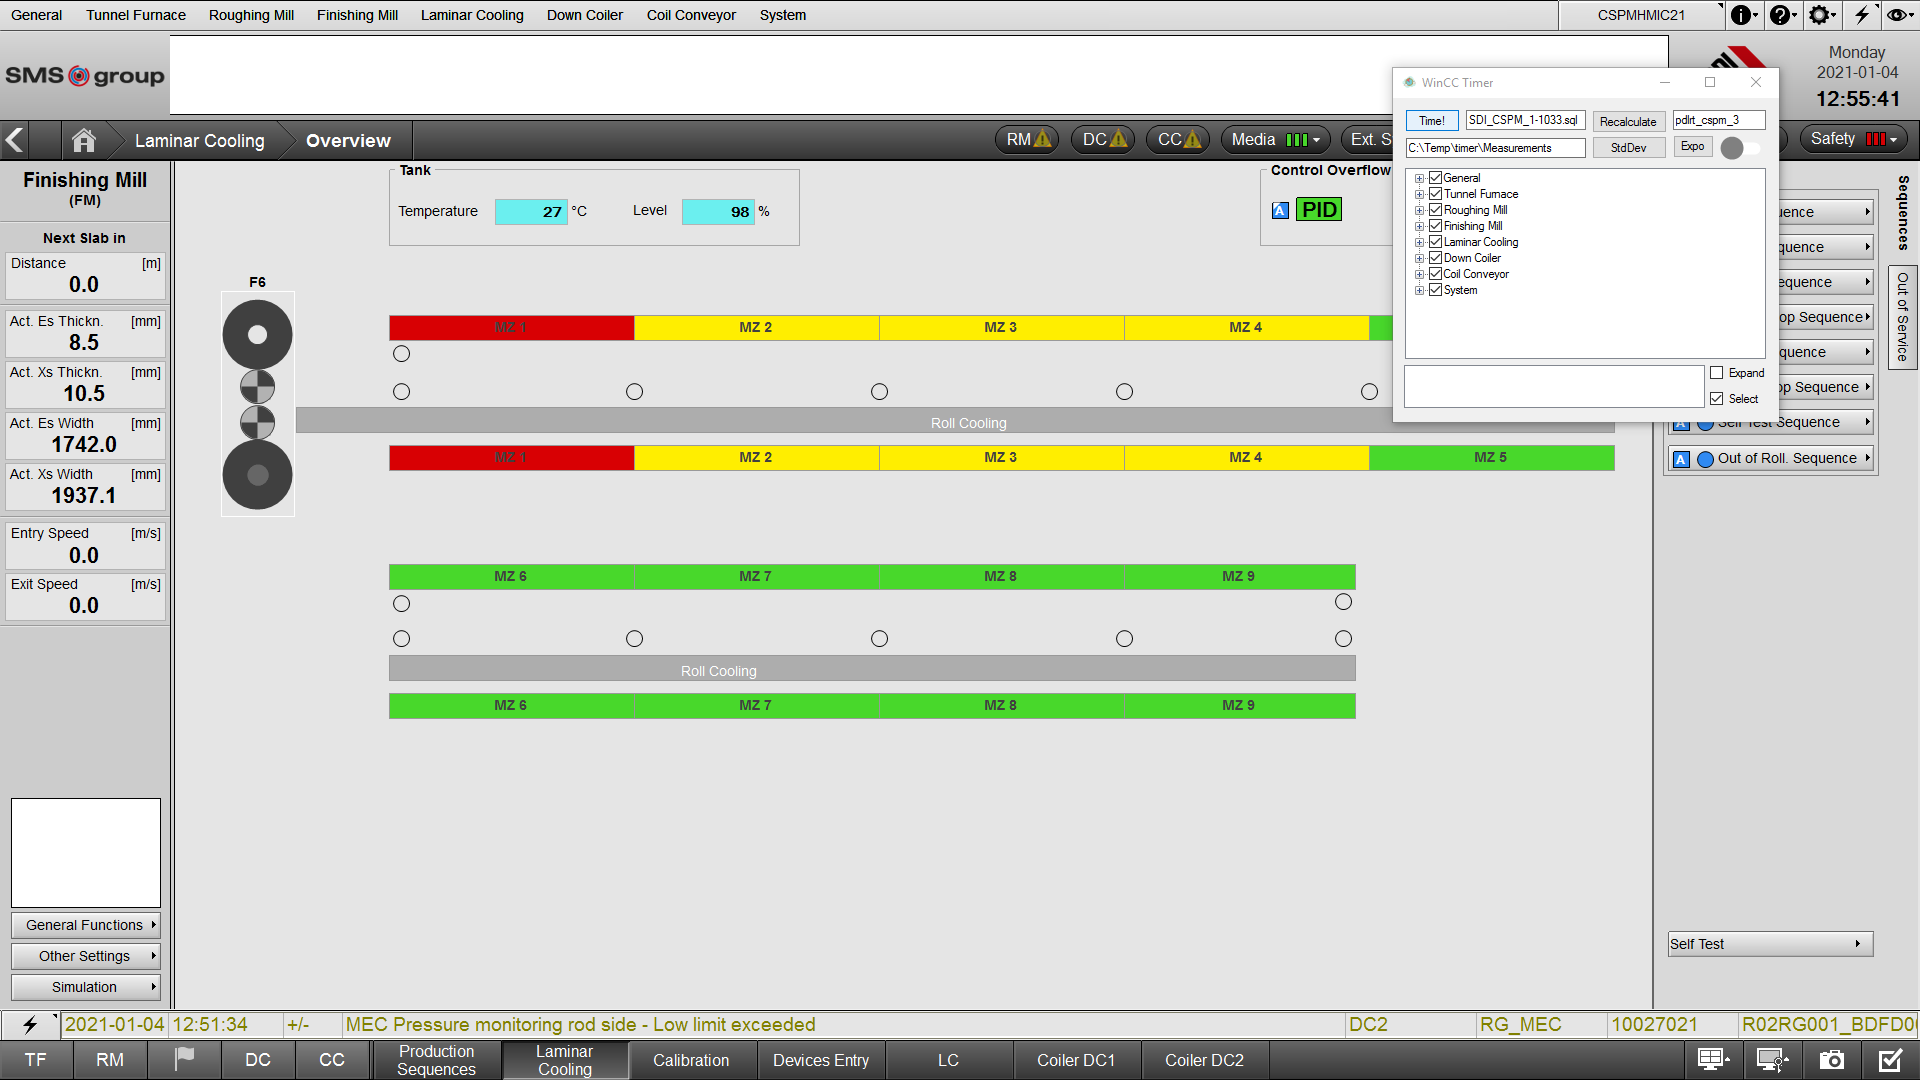 General Tunnel Furnace Roughing Mill Finishing Mill Laminar Cooling Down Coiler Coil Conveyor System CSPMHMIC21
SMS group
Monday
2021-01-04
12:55:41
Laminar Cooling Overview RM DC CC Media Ext. S Safety
WinCC Timer
Time! SDI_CSPM_1-1033.sql Recalculate pdlrt_cspm_3
C:\Temp\timer\Measurements StdDev Expo
General
Tunnel Furnace
Roughing Mill
Finishing Mill
Laminar Cooling
Down Coiler
Coil Conveyor
System
Expand
Select
Finishing Mill
(FM)
Next Slab in
Distance [m]
0.0
Act. Es Thickn. [mm]
8.5
Act. Xs Thickn. [mm]
10.5
Act. Es Width [mm]
1742.0
Act. Xs Width [mm]
1937.1
Entry Speed [m/s]
0.0
Exit Speed [m/s]
0.0
General Functions
Other Settings
Simulation
Tank
Temperature 27 °C Level 98 %
Control Overflow
A PID
F6
MZ 1 MZ 2 MZ 3 MZ 4
Roll Cooling
MZ 1 MZ 2 MZ 3 MZ 4 MZ 5
MZ 6 MZ 7 MZ 8 MZ 9
Roll Cooling
MZ 6 MZ 7 MZ 8 MZ 9
Sequences
Out of Service
uence
quence
equence
op Sequence
quence
op Sequence
A Self Test Sequence
A Out of Roll. Sequence
Self Test
2021-01-04 12:51:34 +/- MEC Pressure monitoring rod side - Low limit exceeded DC2 RG_MEC 10027021 R02RG001_BDFD0
TF RM DC CC Production Sequences Laminar Cooling Calibration Devices Entry LC Coiler DC1 Coiler DC2